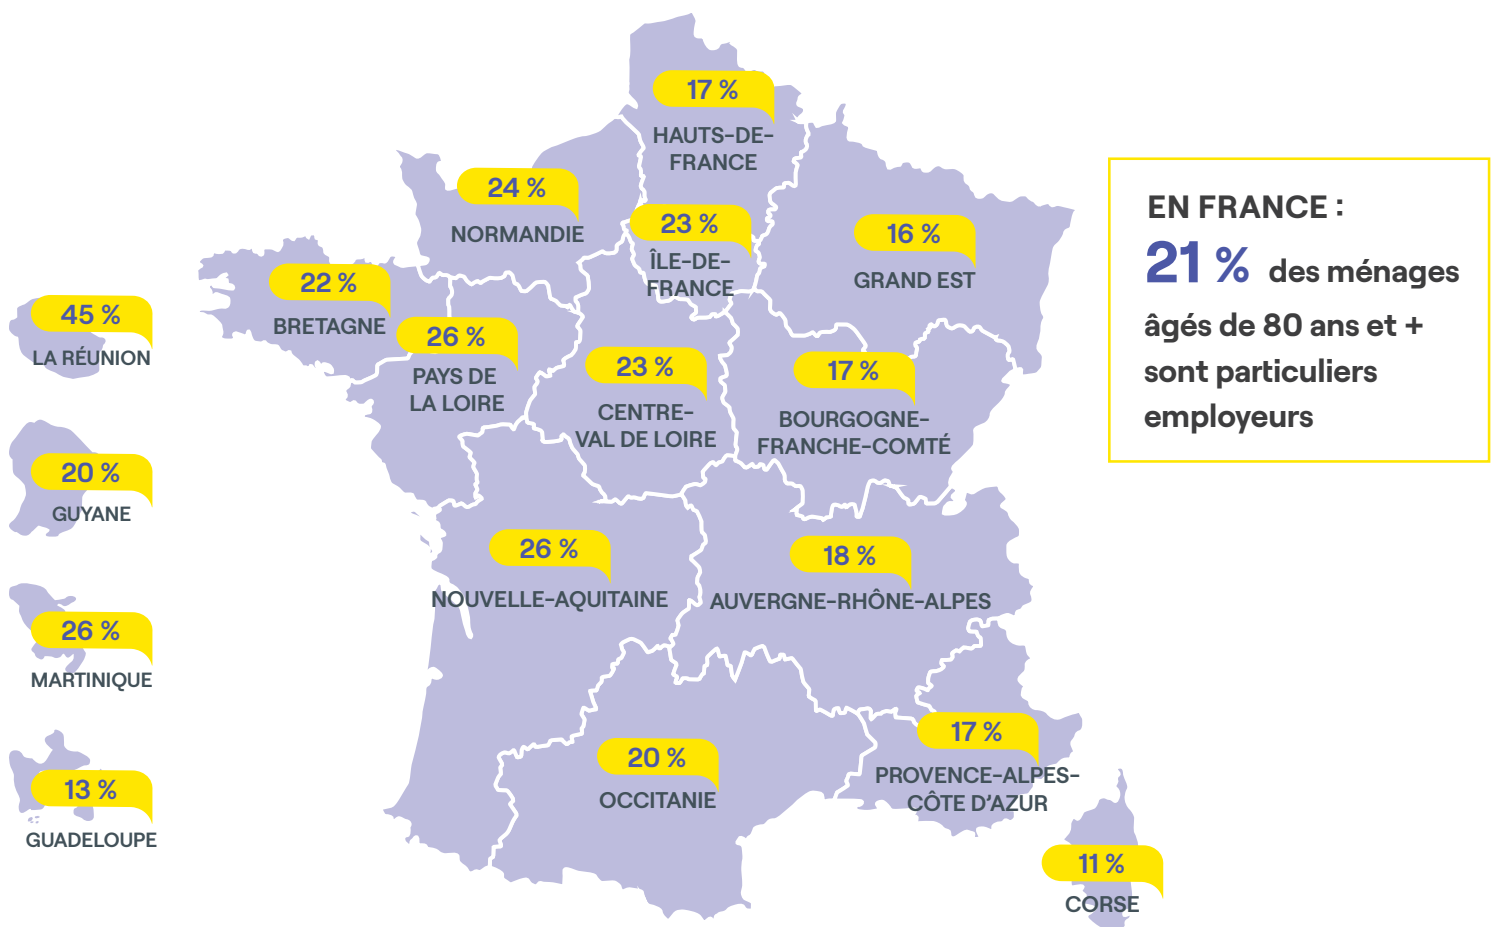 17 %
HAUTS-DE-
FRANCE
24 %
NORMANDIE
23 %
ÎLE-DE-
FRANCE
16 %
GRAND EST
22 %
BRETAGNE
26 %
PAYS DE
LA LOIRE
23 %
CENTRE-
VAL DE LOIRE
17 %
BOURGOGNE-
FRANCHE-COMTÉ
26 %
NOUVELLE-AQUITAINE
18 %
AUVERGNE-RHÔNE-ALPES
20 %
OCCITANIE
17 %
PROVENCE-ALPES-
CÔTE D'AZUR
11 %
CORSE
45 %
LA RÉUNION
20 %
GUYANE
26 %
MARTINIQUE
13 %
GUADELOUPE
EN FRANCE :
21 % des ménages
âgés de 80 ans et +
sont particuliers
employeurs